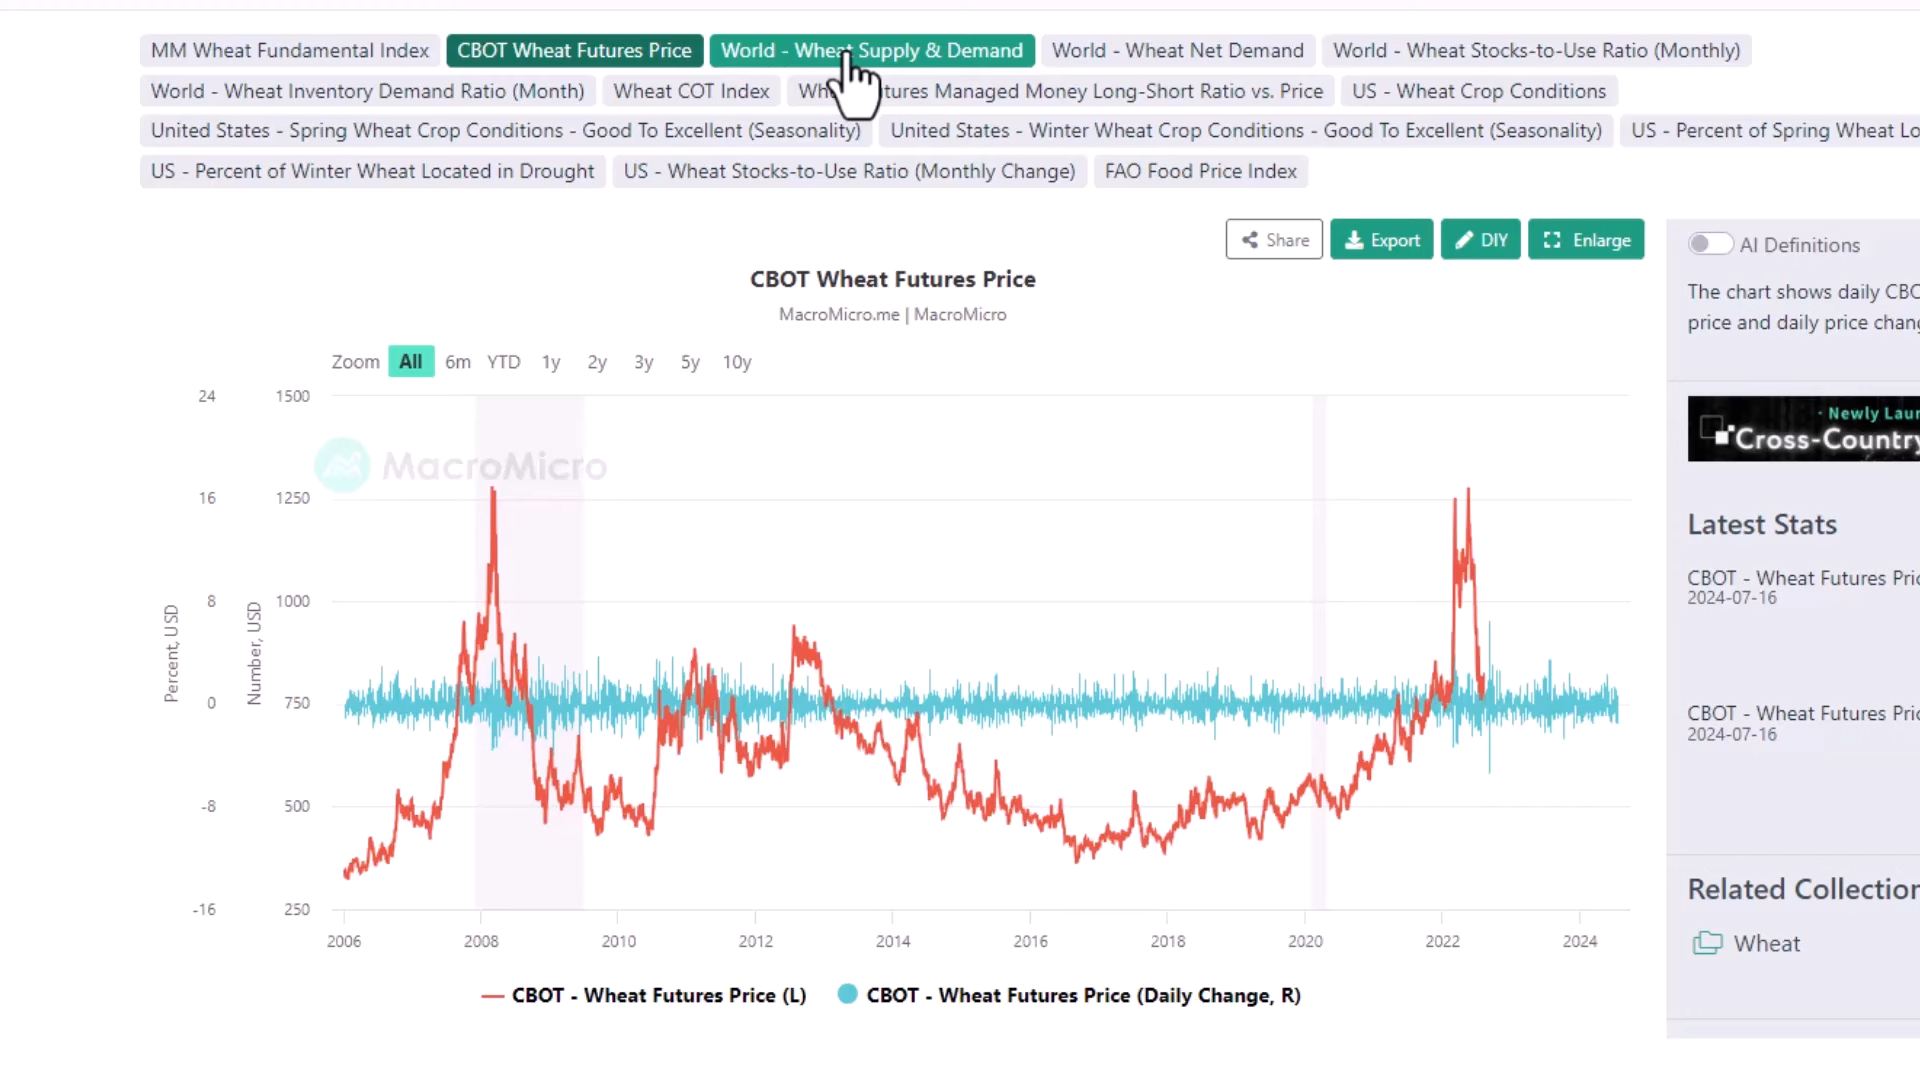 MM Wheat Fundamental Index CBOT Wheat Futures Price World - Wheat Supply & Demand World - Wheat Net Demand World - Wheat Stocks-to-Use Ratio (Monthly)
World - Wheat Inventory Demand Ratio (Month) Wheat COT Index Futures Managed Money Long-Short Ratio vs. Price US - Wheat Crop Conditions
United States - Spring Wheat Crop Conditions - Good To Excellent (Seasonality) United States - Winter Wheat Crop Conditions - Good To Excellent (Seasonality) US - Percent of Spring Wheat Lo
US - Percent of Winter Wheat Located in Drought US - Wheat Stocks-to-Use Ratio (Monthly Change) FAO Food Price Index
Share Export DIY Enlarge
CBOT Wheat Futures Price
MacroMicro.me | MacroMicro
Zoom All 6m YTD 1y 2y 3y 5y 10y
MacroMicro
24
16
8
0
-8
-16
Percent, USD
1500
1250
1000
750
500
250
Number, USD
2006 2008 2010 2012 2014 2016 2018 2020 2022 2024
CBOT - Wheat Futures Price (L) CBOT - Wheat Futures Price (Daily Change, R)
AI Definitions
The chart shows daily CBO
price and daily price chang
· Newly Laun
Cross-Country
Latest Stats
CBOT - Wheat Futures Pric
2024-07-16
CBOT - Wheat Futures Pric
2024-07-16
Related Collection
Wheat